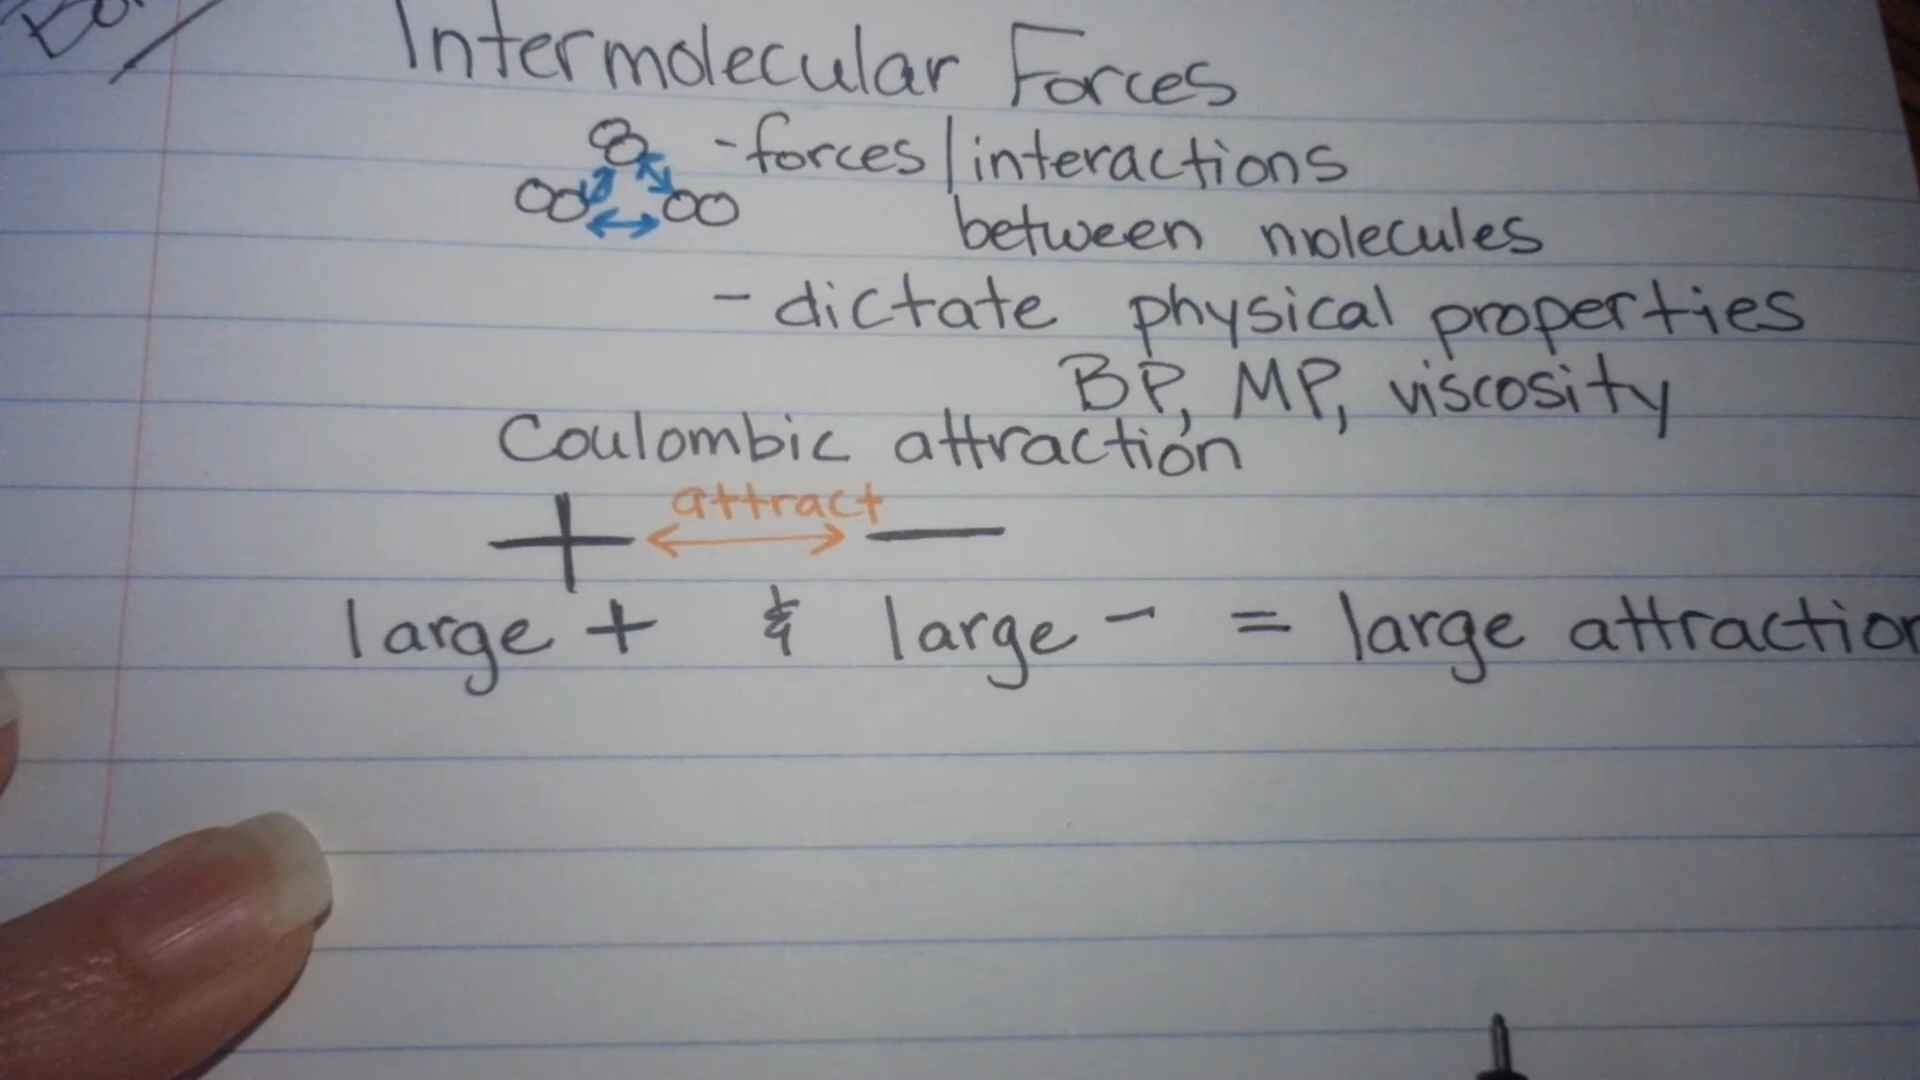 Intermolecular Forces
- forces/interactions
between molecules
- dictate physical properties
BP, MP, viscosity
Coulombic attraction
attract
+ −
large + & large - = large attraction